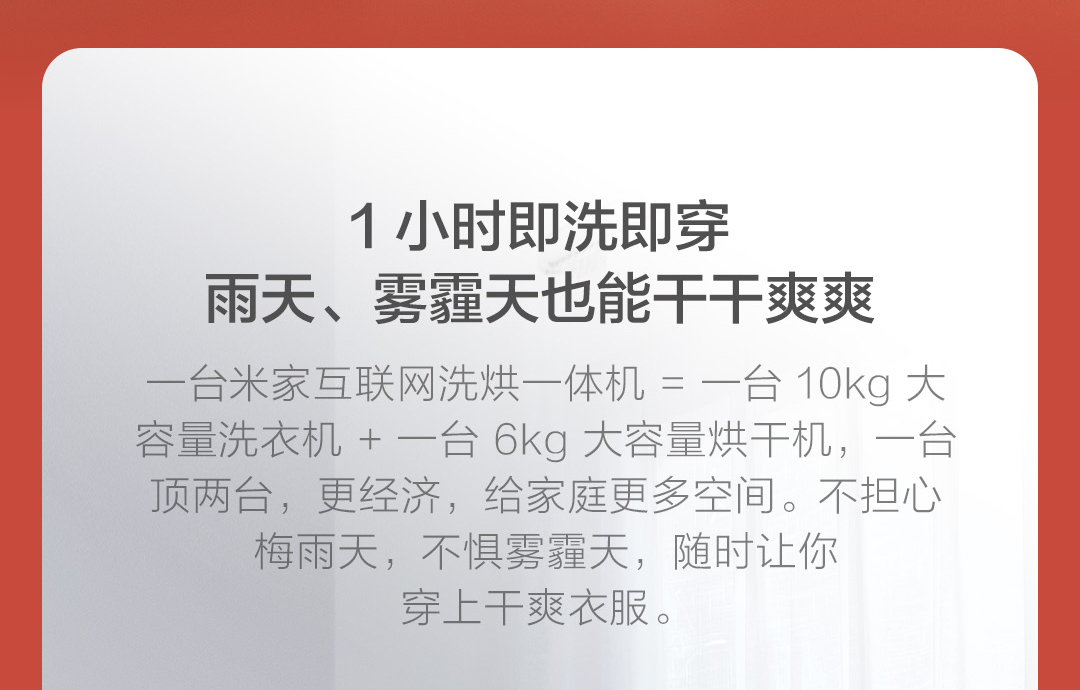 1 小时即洗即穿
雨天、雾霾天也能干干爽爽
一台米家互联网洗烘一体机 = 一台 10kg 大
容量洗衣机 + 一台 6kg 大容量烘干机，一台
顶两台，更经济，给家庭更多空间。不担心
梅雨天，不惧雾霾天，随时让你
穿上干爽衣服。